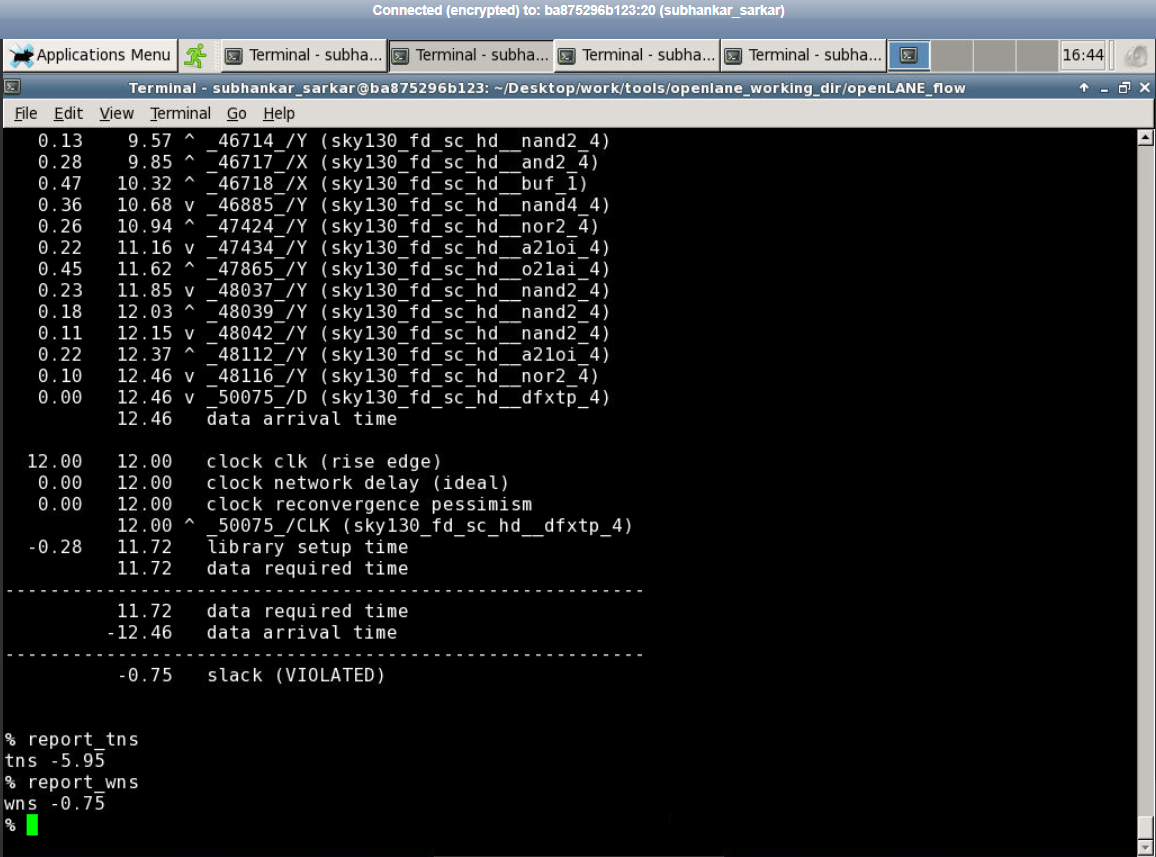 Connected (encrypted) to: ba875296b123:20 (subhankar_sarkar)
Applications Menu Terminal - subha... Terminal - subha... Terminal - subha... Terminal - subha... 16:44
Terminal - subhankar_sarkar@ba875296b123: ~/Desktop/work/tools/openlane_working_dir/openLANE_flow
File Edit View Terminal Go Help
0.13 9.57 ^ _46714_/Y (sky130_fd_sc_hd__nand2_4)
0.28 9.85 ^ _46717_/X (sky130_fd_sc_hd__and2_4)
0.47 10.32 ^ _46718_/X (sky130_fd_sc_hd__buf_1)
0.36 10.68 v _46885_/Y (sky130_fd_sc_hd__nand4_4)
0.26 10.94 ^ _47424_/Y (sky130_fd_sc_hd__nor2_4)
0.22 11.16 v _47434_/Y (sky130_fd_sc_hd__a21oi_4)
0.45 11.62 ^ _47865_/Y (sky130_fd_sc_hd__o21ai_4)
0.23 11.85 v _48037_/Y (sky130_fd_sc_hd__nand2_4)
0.18 12.03 ^ _48039_/Y (sky130_fd_sc_hd__nand2_4)
0.11 12.15 v _48042_/Y (sky130_fd_sc_hd__nand2_4)
0.22 12.37 ^ _48112_/Y (sky130_fd_sc_hd__a21oi_4)
0.10 12.46 v _48116_/Y (sky130_fd_sc_hd__nor2_4)
0.00 12.46 v _50075_/D (sky130_fd_sc_hd__dfxtp_4)
12.46 data arrival time
12.00 12.00 clock clk (rise edge)
0.00 12.00 clock network delay (ideal)
0.00 12.00 clock reconvergence pessimism
12.00 ^ _50075_/CLK (sky130_fd_sc_hd__dfxtp_4)
-0.28 11.72 library setup time
11.72 data required time
---------------------------------------------------------
11.72 data required time
-12.46 data arrival time
---------------------------------------------------------
-0.75 slack (VIOLATED)
% report_tns
tns -5.95
% report_wns
wns -0.75
%